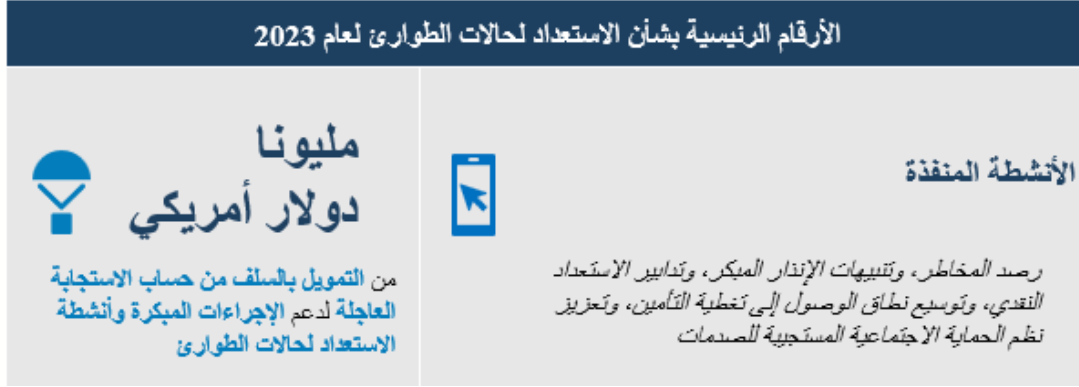 الأرقام الرئيسية بشأن الاستعداد لحالات الطوارئ لعام 2023
الأنشطة المنفذة
رصد المخاطر، وتنبيهات الإنذار المبكر، وتدابير الاستعداد
النقدي، وتوسيع نطاق الوصول إلى تغطية التأمين، وتعزيز
نظم الحماية الاجتماعية المستجيبة للصدمات
مليونا
دولار أمريكي
من التمويل بالسلف من حساب الاستجابة
العاجلة لدعم الإجراءات المبكرة وأنشطة
الاستعداد لحالات الطوارئ